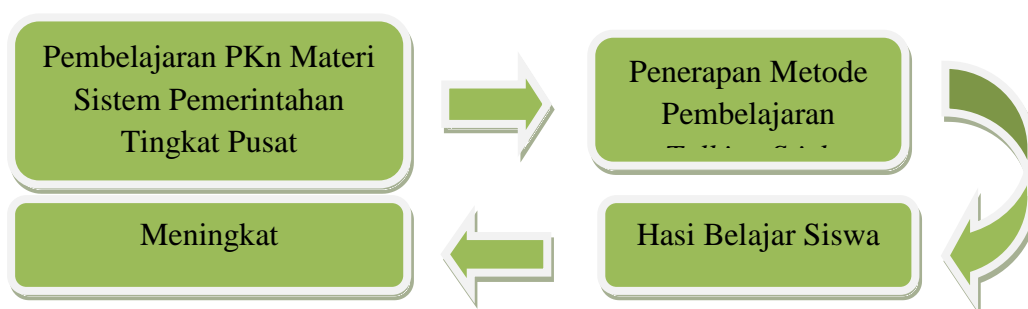 Pembelajaran PKn Materi
Sistem Pemerintahan
Tingkat Pusat
Penerapan Metode
Pembelajaran
Hasi Belajar Siswa
Meningkat